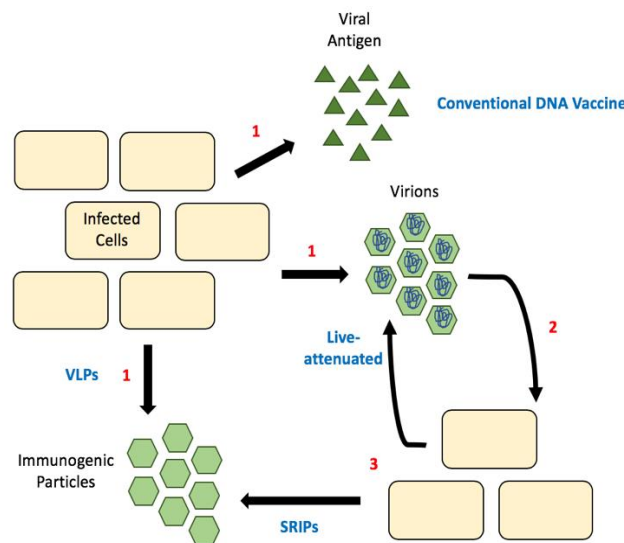 Viral
Antigen
Conventional DNA Vaccine
1
Infected
Cells
Virions
1
2
Live-
attenuated
VLPs
1
Immunogenic
Particles
3
SRIPs